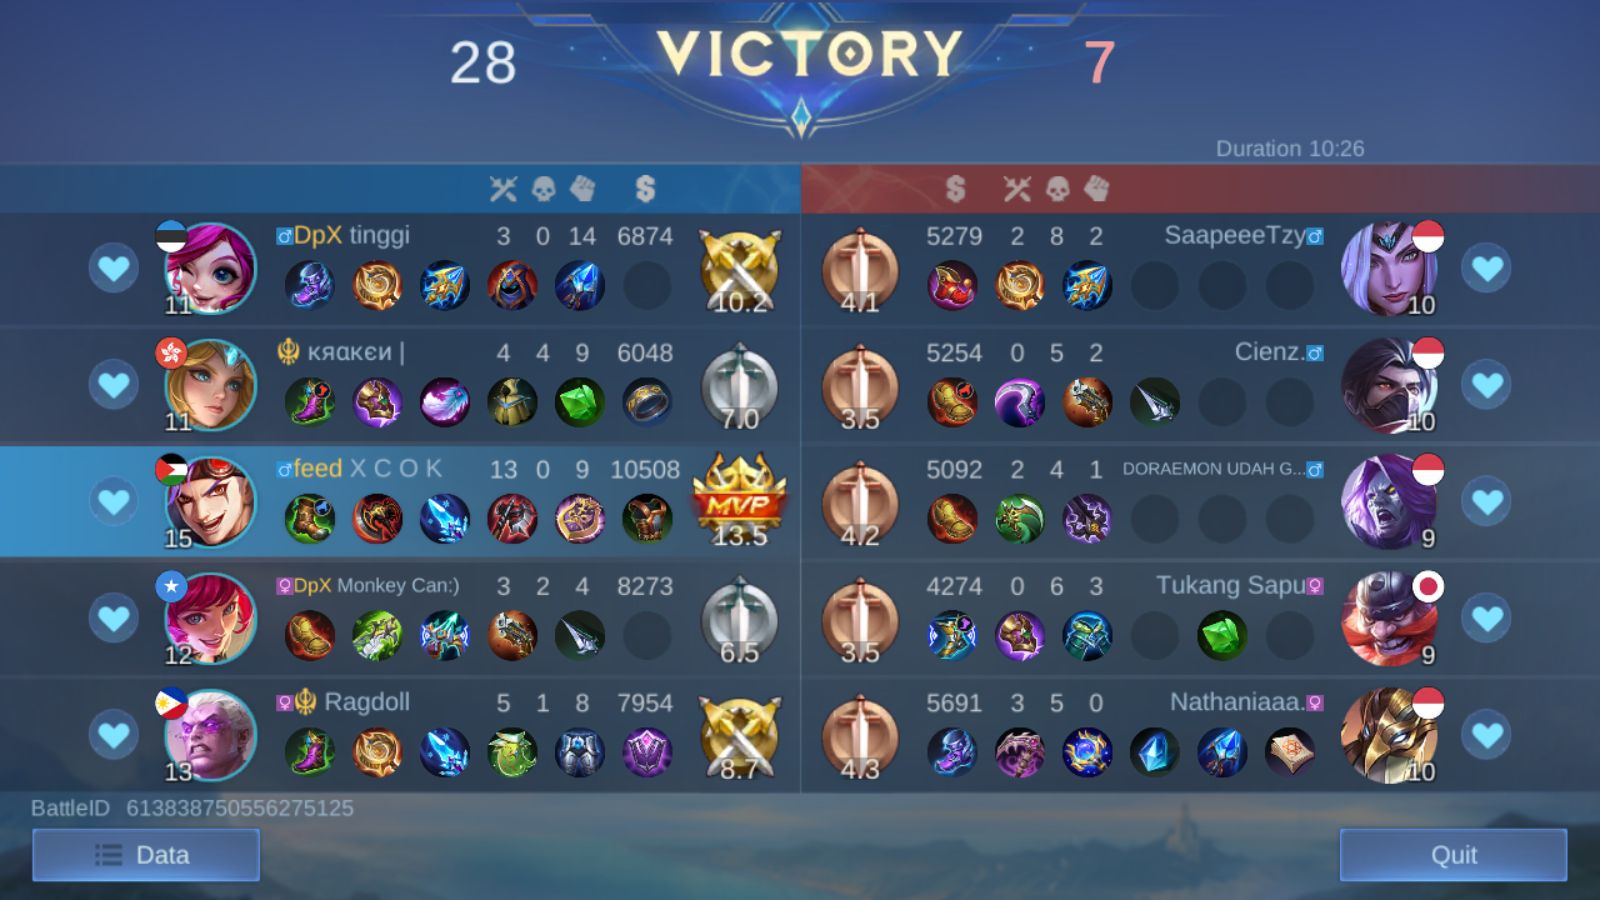 28 VICTORY 7
Duration 10:26
DpX tinggi 3 0 14 6874
11 10.2
5279 2 8 2 SaapeeeTzy
4.1 10
кяακєи | 4 4 9 6048
11 7.0
5254 0 5 2 Cienz.
3.5 10
feed X C O K 13 0 9 10508
15 MVP 13.5
5092 2 4 1 DORAEMON UDAH G...
4.2 9
DpX Monkey Can:) 3 2 4 8273
12 6.5
4274 0 6 3 Tukang Sapu
3.5 9
Ragdoll 5 1 8 7954
13 8.7
5691 3 5 0 Nathaniaaa.
4.3 10
BattleID 613838750556275125
Data Quit